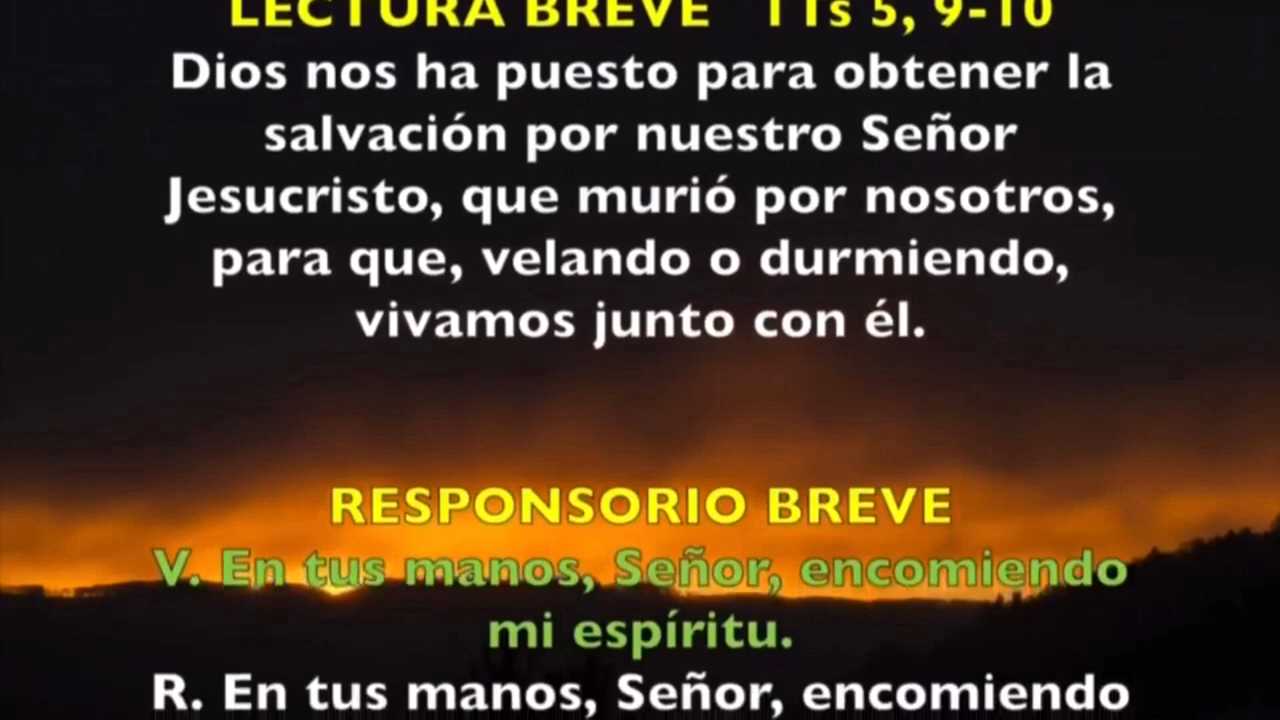 LECTURA BREVE 1 Ts 5, 9-10
Dios nos ha puesto para obtener la
salvación por nuestro Señor
Jesucristo, que murió por nosotros,
para que, velando o durmiendo,
vivamos junto con él.
RESPONSORIO BREVE
V. En tus manos, Señor, encomiendo
mi espíritu.
R. En tus manos, Señor, encomiendo